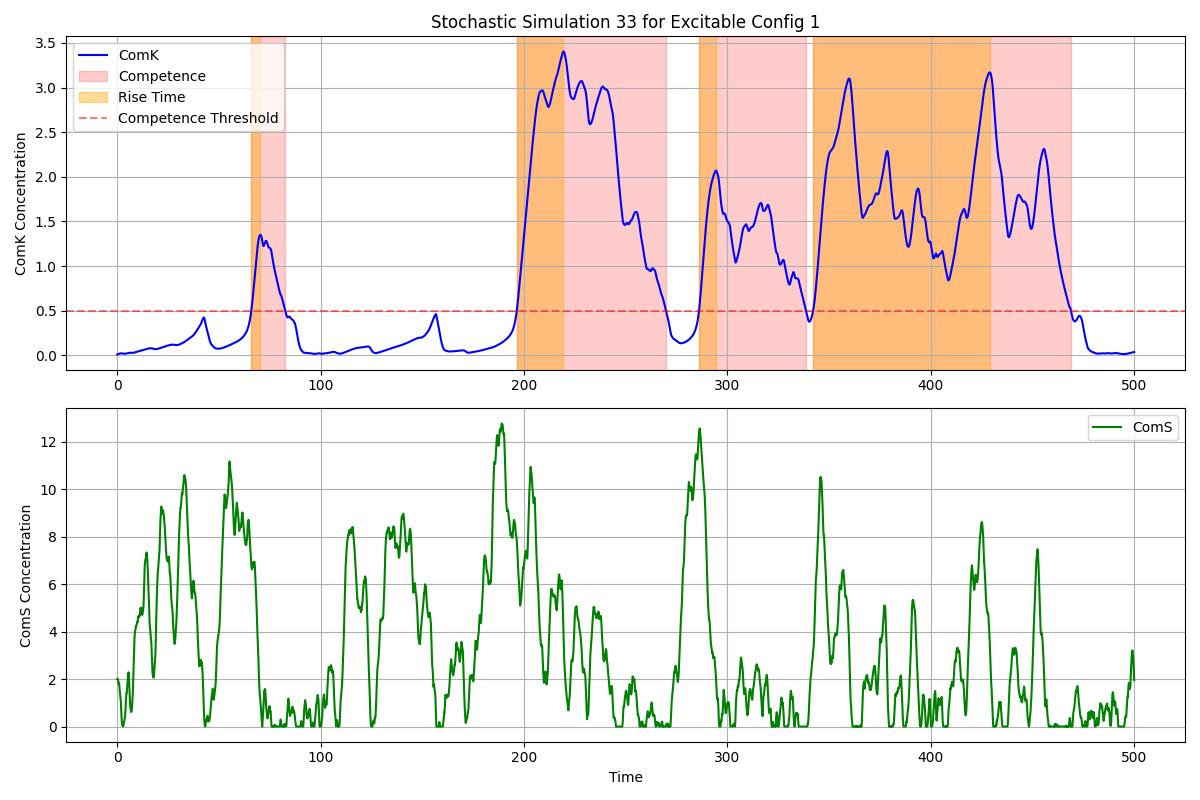 Stochastic Simulation 33 for Excitable Config 1
ComK Concentration
3.5
3.0
2.5
2.0
1.5
1.0
0.5
0.0
ComK
Competence
Rise Time
Competence Threshold
0 100 200 300 400 500
ComS Concentration
12
10
8
6
4
2
0
ComS
0 100 200 300 400 500
Time